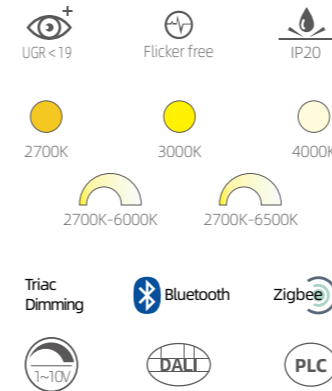 UGR<19
Flicker free
IP20
2700K
3000K
4000K
2700K-6000K
2700K-6500K
Triac
Dimming
Bluetooth
Zigbee
1~10V
DALI
PLC